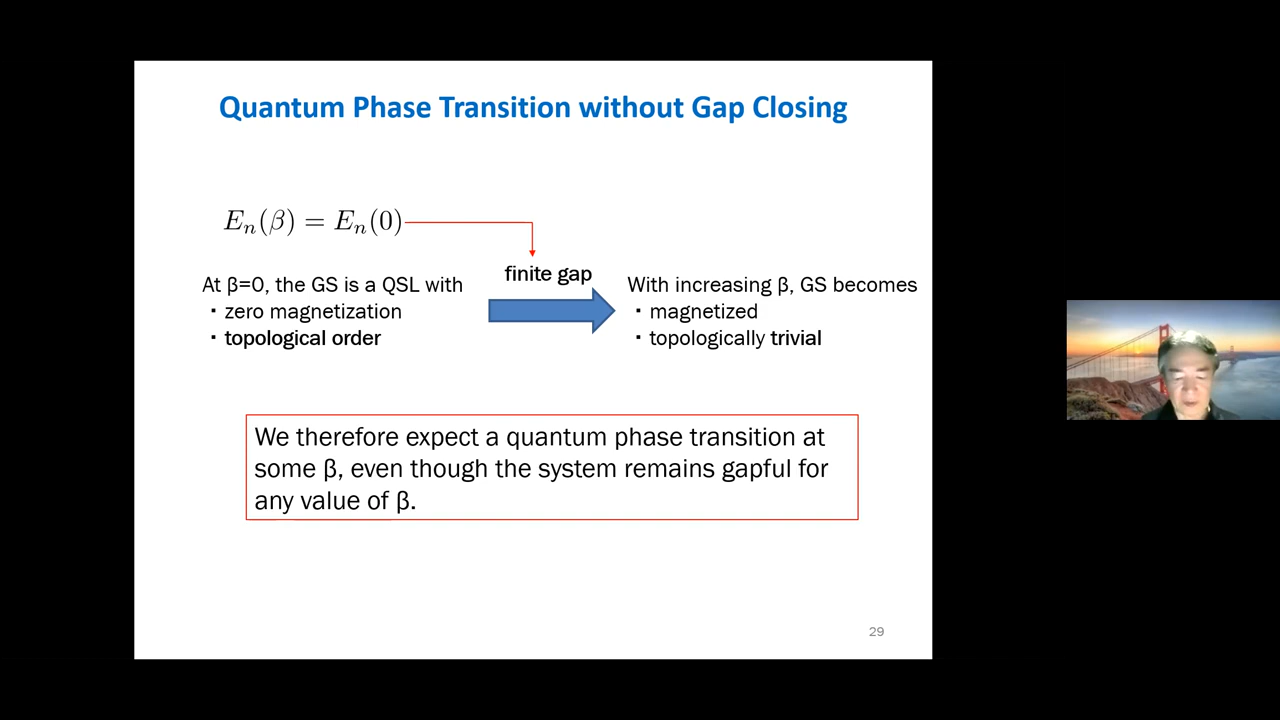 Quantum Phase Transition without Gap Closing
Eₙ(β) = Eₙ(0)
finite gap
At β=0, the GS is a QSL with
▪ zero magnetization
▪ topological order
With increasing β, GS becomes
▪ magnetized
▪ topologically trivial
We therefore expect a quantum phase transition at
some β, even though the system remains gapful for
any value of β.
29